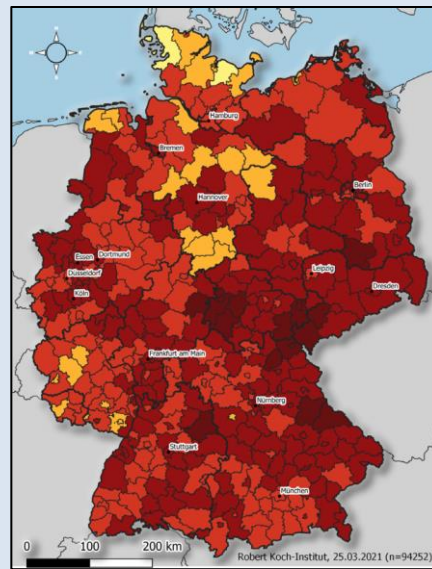 Hamburg
Bremen
Berlin
Hannover
Essen
Dortmund
Düsseldorf
Leipzig
Köln
Dresden
Frankfurt am Main
Nürnberg
Stuttgart
München
0 100 200 km
Robert Koch-Institut, 25.03.2021 (n=94252)